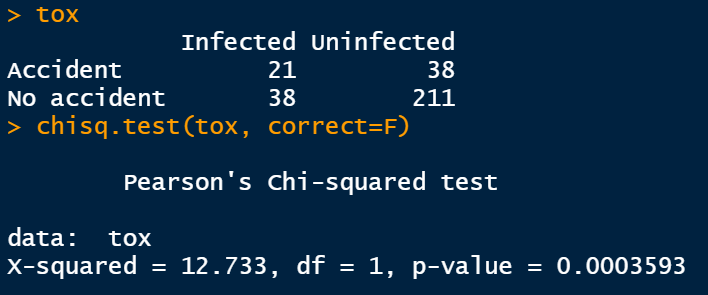 > tox
Infected Uninfected
Accident 21 38
No accident 38 211
> chisq.test(tox, correct=F)
Pearson's Chi-squared test
data: tox
X-squared = 12.733, df = 1, p-value = 0.0003593